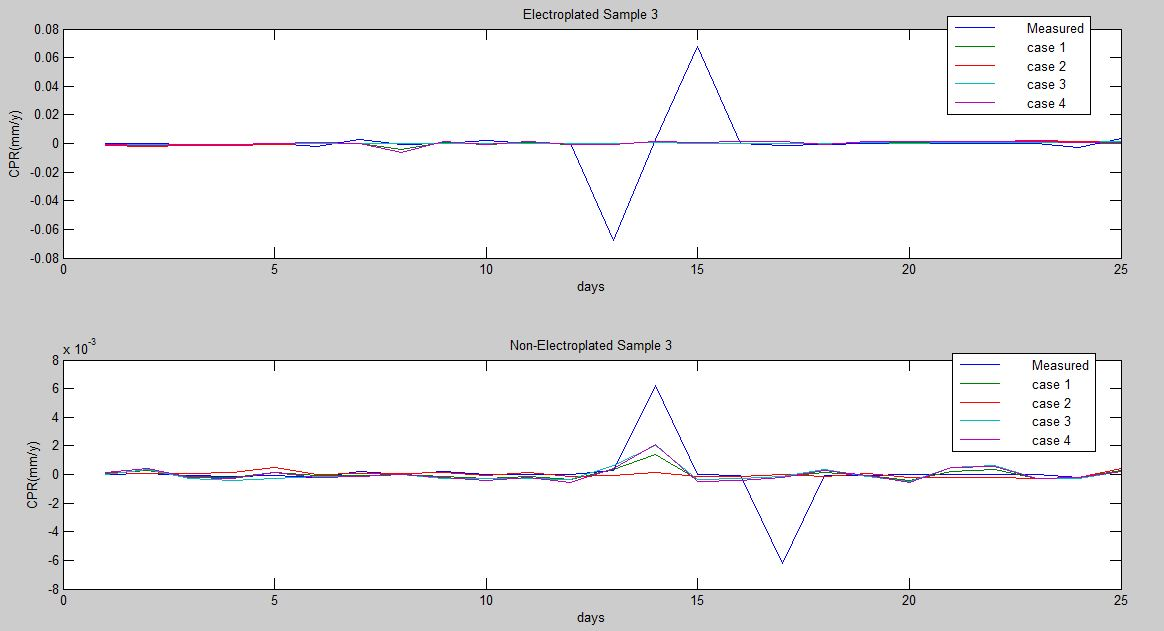 Electroplated Sample 3
Measured
case 1
case 2
case 3
case 4
CPR(mm/y)
0.08
0.06
0.04
0.02
0
-0.02
-0.04
-0.06
-0.08
0 5 10 15 20 25
days
Non-Electroplated Sample 3
x 10-3
Measured
case 1
case 2
case 3
case 4
CPR(mm/y)
8
6
4
2
0
-2
-4
-6
-8
0 5 10 15 20 25
days